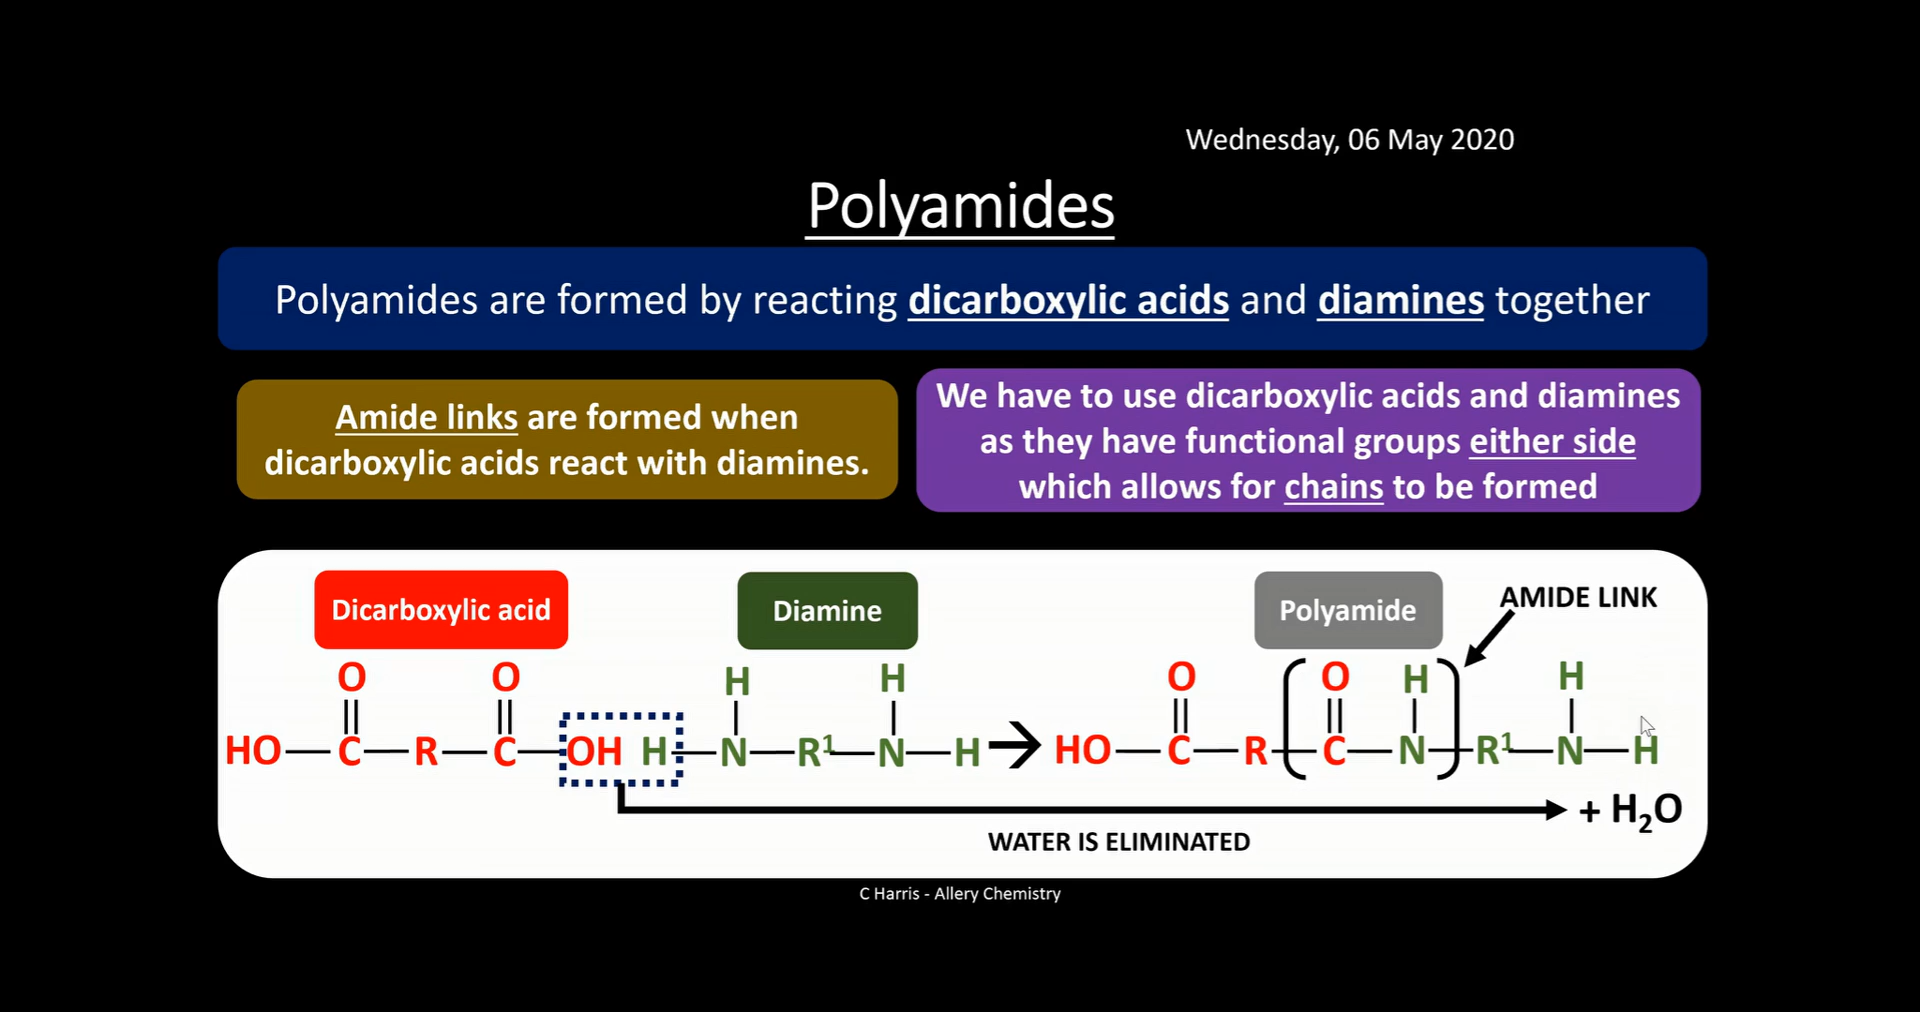 Wednesday, 06 May 2020
Polyamides
Polyamides are formed by reacting dicarboxylic acids and diamines together
Amide links are formed when
dicarboxylic acids react with diamines.
We have to use dicarboxylic acids and diamines
as they have functional groups either side
which allows for chains to be formed
Dicarboxylic acid
Diamine
Polyamide
AMIDE LINK
O O H H O O H H
HO C R C OH H N R¹ N H HO C R C N R¹ N H
+ H₂O
WATER IS ELIMINATED
C Harris - Allery Chemistry